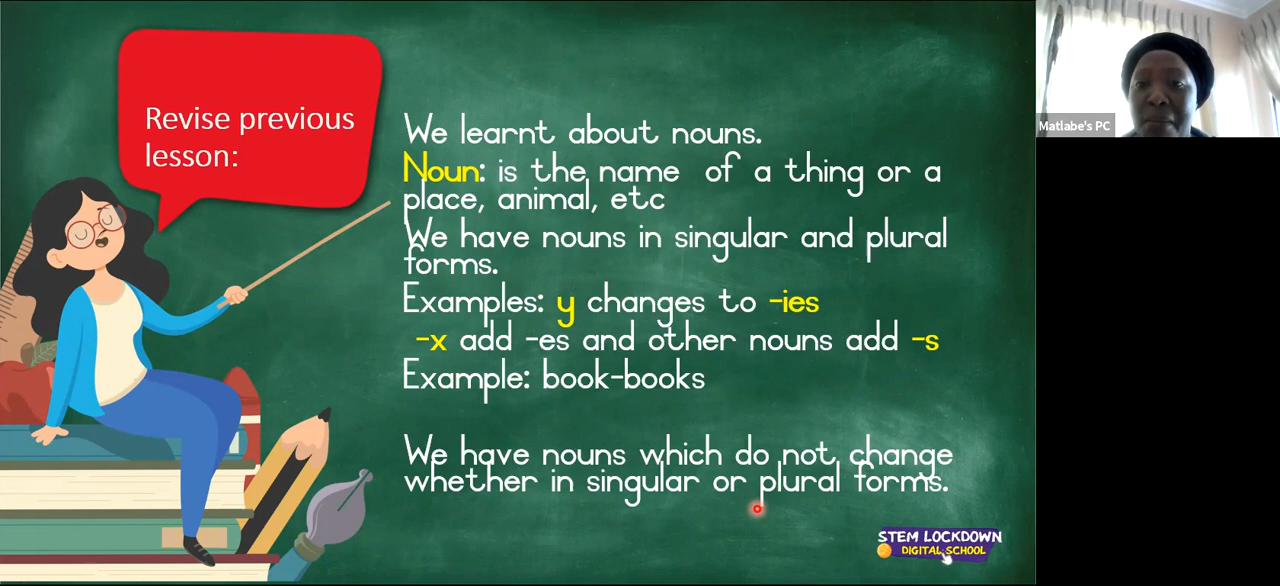 Revise previous
lesson:
We learnt about nouns.
Noun: is the name of a thing or a
place, animal, etc
We have nouns in singular and plural
forms.
Examples: y changes to -ies
-x add -es and other nouns add -s
Example: book-books
We have nouns which do not change
whether in singular or plural forms.
STEM LOCKDOWN
DIGITAL SCHOOL
Matlabe's PC